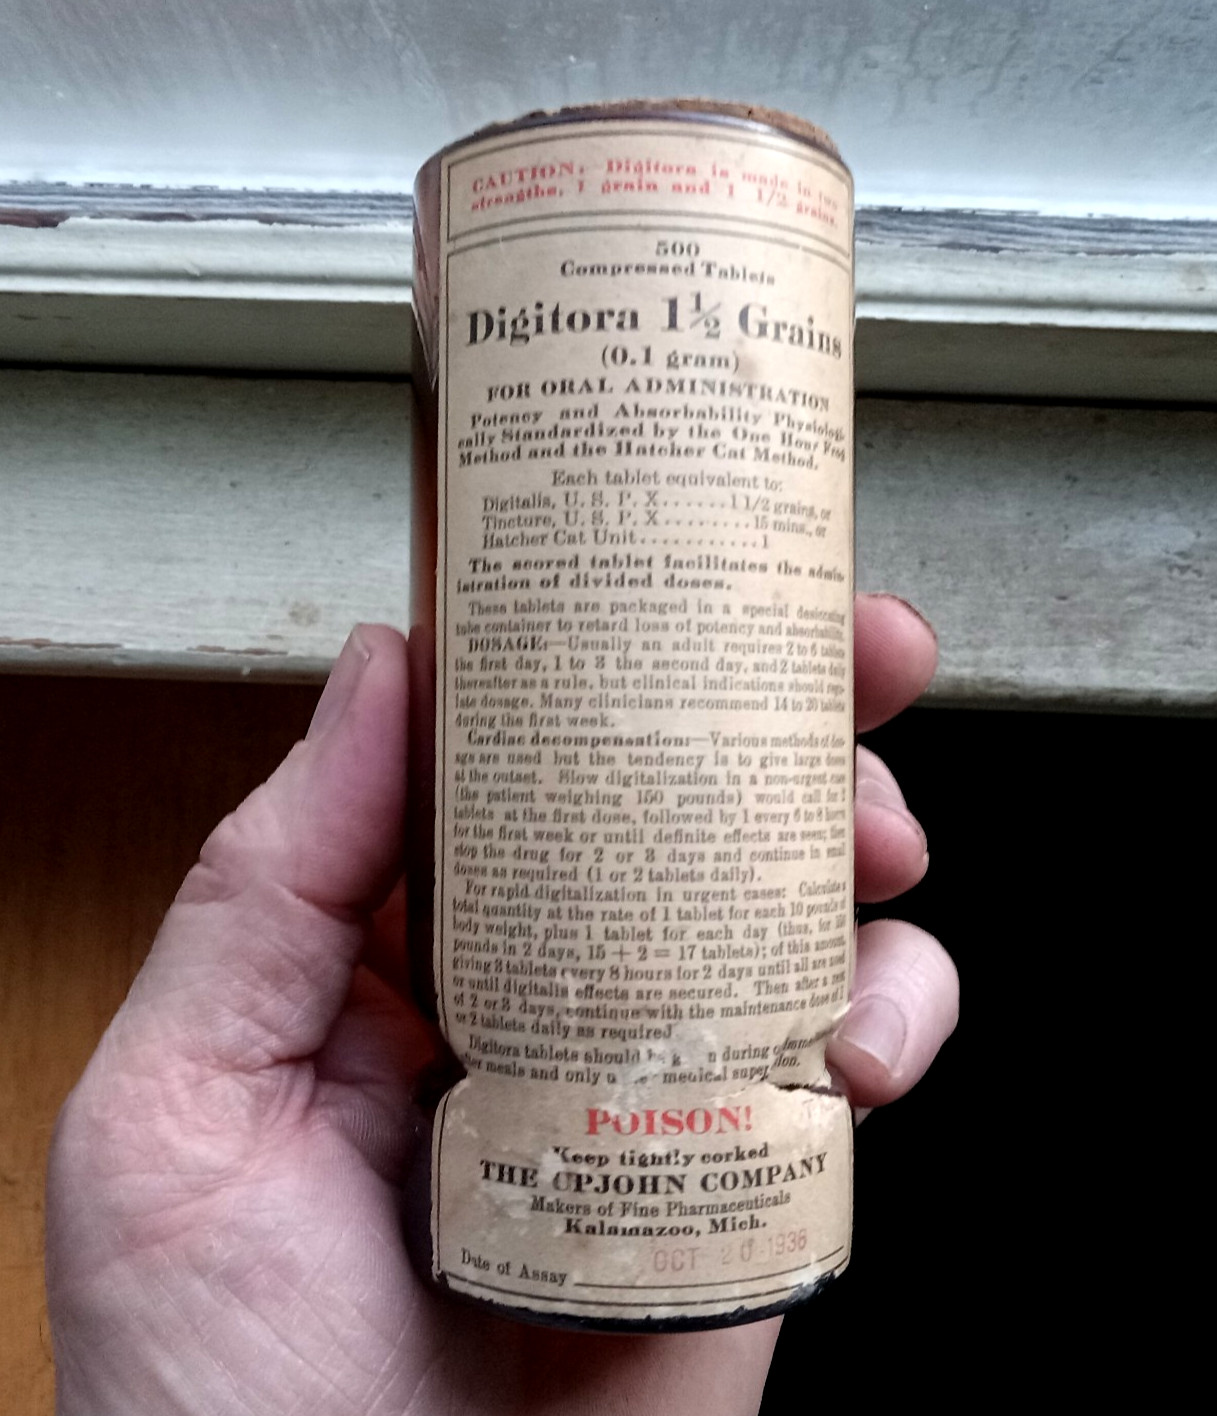 CAUTION: Digitora is made in two
strengths, 1 grain and 1 1/2 grains.
500
Compressed Tablets
Digitora 1½ Grains
(0.1 gram)
FOR ORAL ADMINISTRATION
Potency and Absorbability Physiologi-
cally Standardized by the One Hour Frog
Method and the Hatcher Cat Method.
Each tablet equivalent to:
Digitalis, U. S. P. X......1 1/2 grains, or
Tincture, U. S. P. X.........15 mins., or
Hatcher Cat Unit...........1
The scored tablet facilitates the admin-
istration of divided doses.
These tablets are packaged in a special desiccating
tube container to retard loss of potency and absorbability.
DOSAGE:—Usually an adult requires 2 to 6 tablets
the first day, 1 to 3 the second day, and 2 tablets daily
thereafter as a rule, but clinical indications should regu-
late dosage. Many clinicians recommend 14 to 20 tablets
during the first week.
Cardiac decompensation:—Various methods of dos-
age are used but the tendency is to give large doses
at the outset. Slow digitalization in a non-urgent case
(the patient weighing 150 pounds) would call for 2
tablets at the first dose, followed by 1 every 6 to 8 hours
for the first week or until definite effects are seen; then
stop the drug for 2 or 3 days and continue in small
doses as required (1 or 2 tablets daily).
For rapid digitalization in urgent cases: Calculate
total quantity at the rate of 1 tablet for each 10 pounds of
body weight, plus 1 tablet for each day (thus, for 150
pounds in 2 days, 15 + 2 = 17 tablets); of this amount,
giving 3 tablets every 8 hours for 2 days until all are used
or until digitalis effects are secured. Then after a rest
of 2 or 3 days, continue with the maintenance dose of 1
or 2 tablets daily as required
Digitora tablets should during
after meals and only medical
POISON!
Keep tightly corked
THE UPJOHN COMPANY
Makers of Fine Pharmaceuticals
Kalamazoo, Mich.
OCT 20 1936
Date of Assay